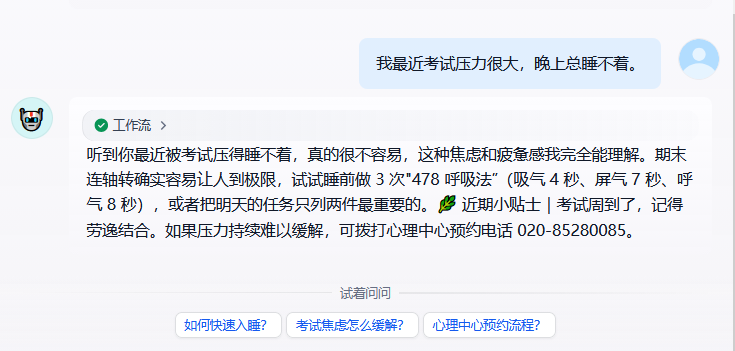 我最近考试压力很大，晚上总睡不着。
工作流
听到你最近被考试压得睡不着，真的很不容易，这种焦虑和疲惫感我完全能理解。期末
连轴转确实容易让人到极限，试试睡前做 3 次"478 呼吸法”（吸气 4 秒、屏气 7 秒、呼
气 8 秒），或者把明天的任务只列两件最重要的。🌿 近期小贴士 | 考试周到了，记得
劳逸结合。如果压力持续难以缓解，可拨打心理中心预约电话 020-85280085。
试着问问
如何快速入睡？ 考试焦虑怎么缓解？ 心理中心预约流程？